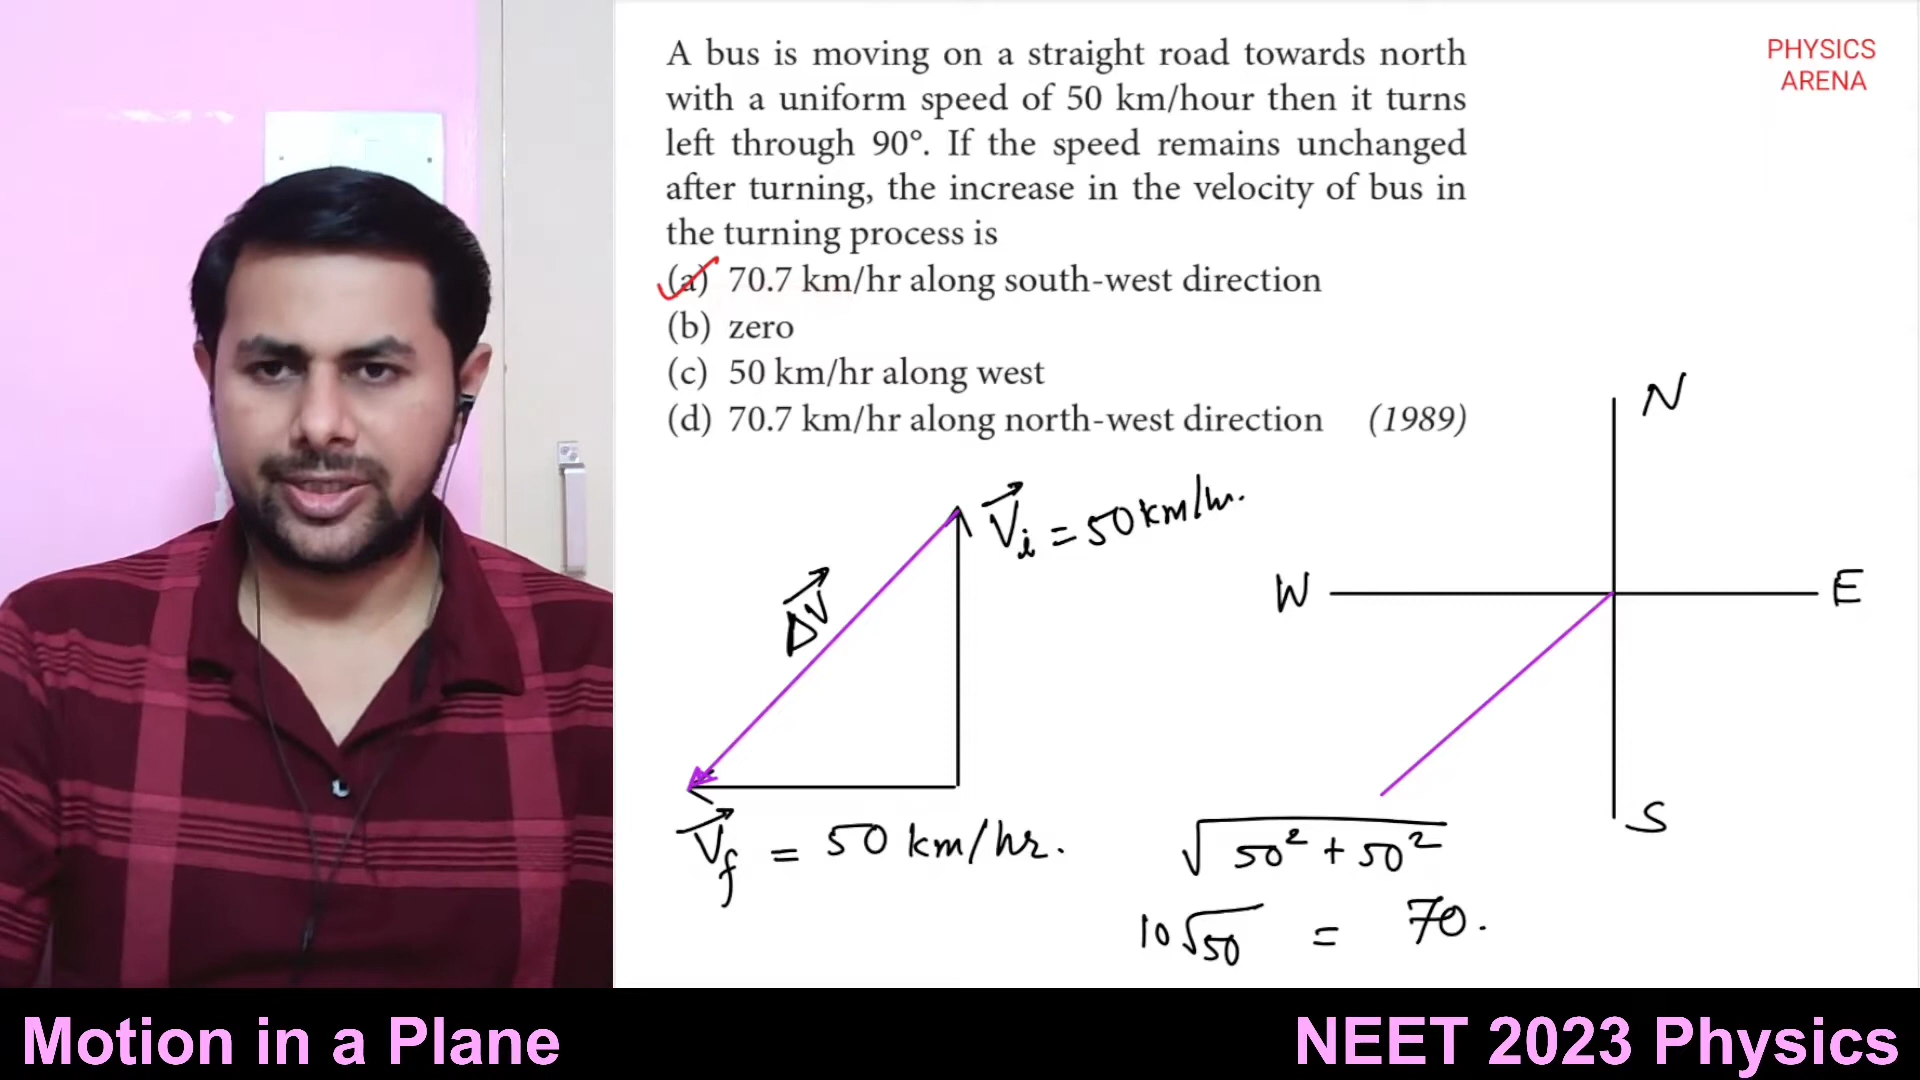 A bus is moving on a straight road towards north
with a uniform speed of 50 km/hour then it turns
left through 90°. If the speed remains unchanged
after turning, the increase in the velocity of bus in
the turning process is
(a) 70.7 km/hr along south-west direction
(b) zero
(c) 50 km/hr along west
(d) 70.7 km/hr along north-west direction (1989)
PHYSICS
ARENA
N
W E
S
V⃗i = 50 km/hr.
ΔV⃗
V⃗f = 50 km/hr.
√(50² + 50²)
10√50 = 70.
Motion in a Plane
NEET 2023 Physics